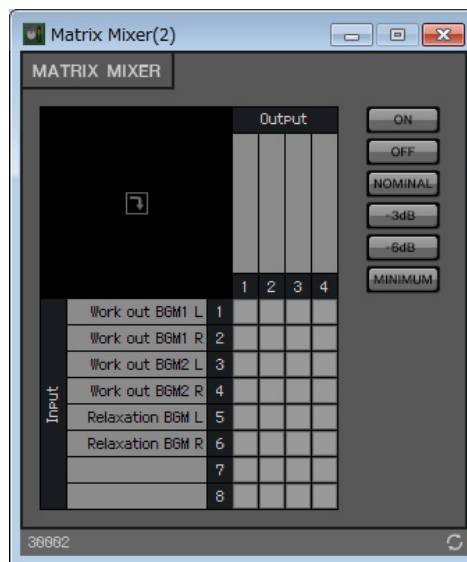 Matrix Mixer(2)
MATRIX MIXER
Output
ON
OFF
NOMINAL
-3dB
-6dB
MINIMUM
1 2 3 4
Work out BGM1 L 1
Work out BGM1 R 2
Work out BGM2 L 3
Work out BGM2 R 4
Relaxation BGM L 5
Relaxation BGM R 6
7
8
Input
30002